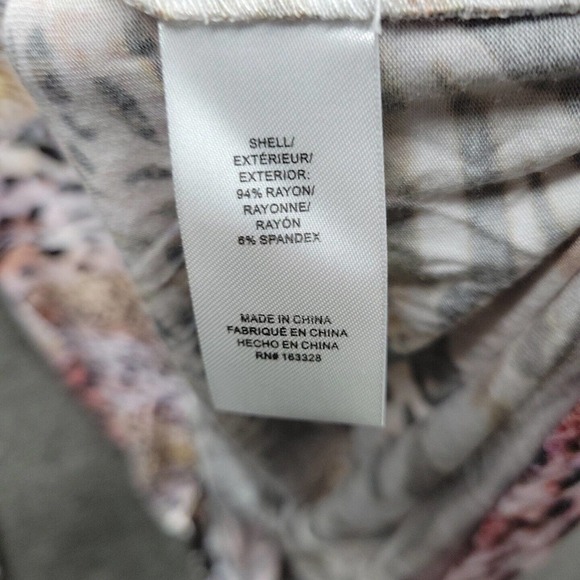 SHELL/
EXTÉRIEUR/
EXTERIOR:
94% RAYON/
RAYONNE/
RAYÓN
6% SPANDEX
MADE IN CHINA
FABRIQUÉ EN CHINA
HECHO EN CHINA
RN# 163328